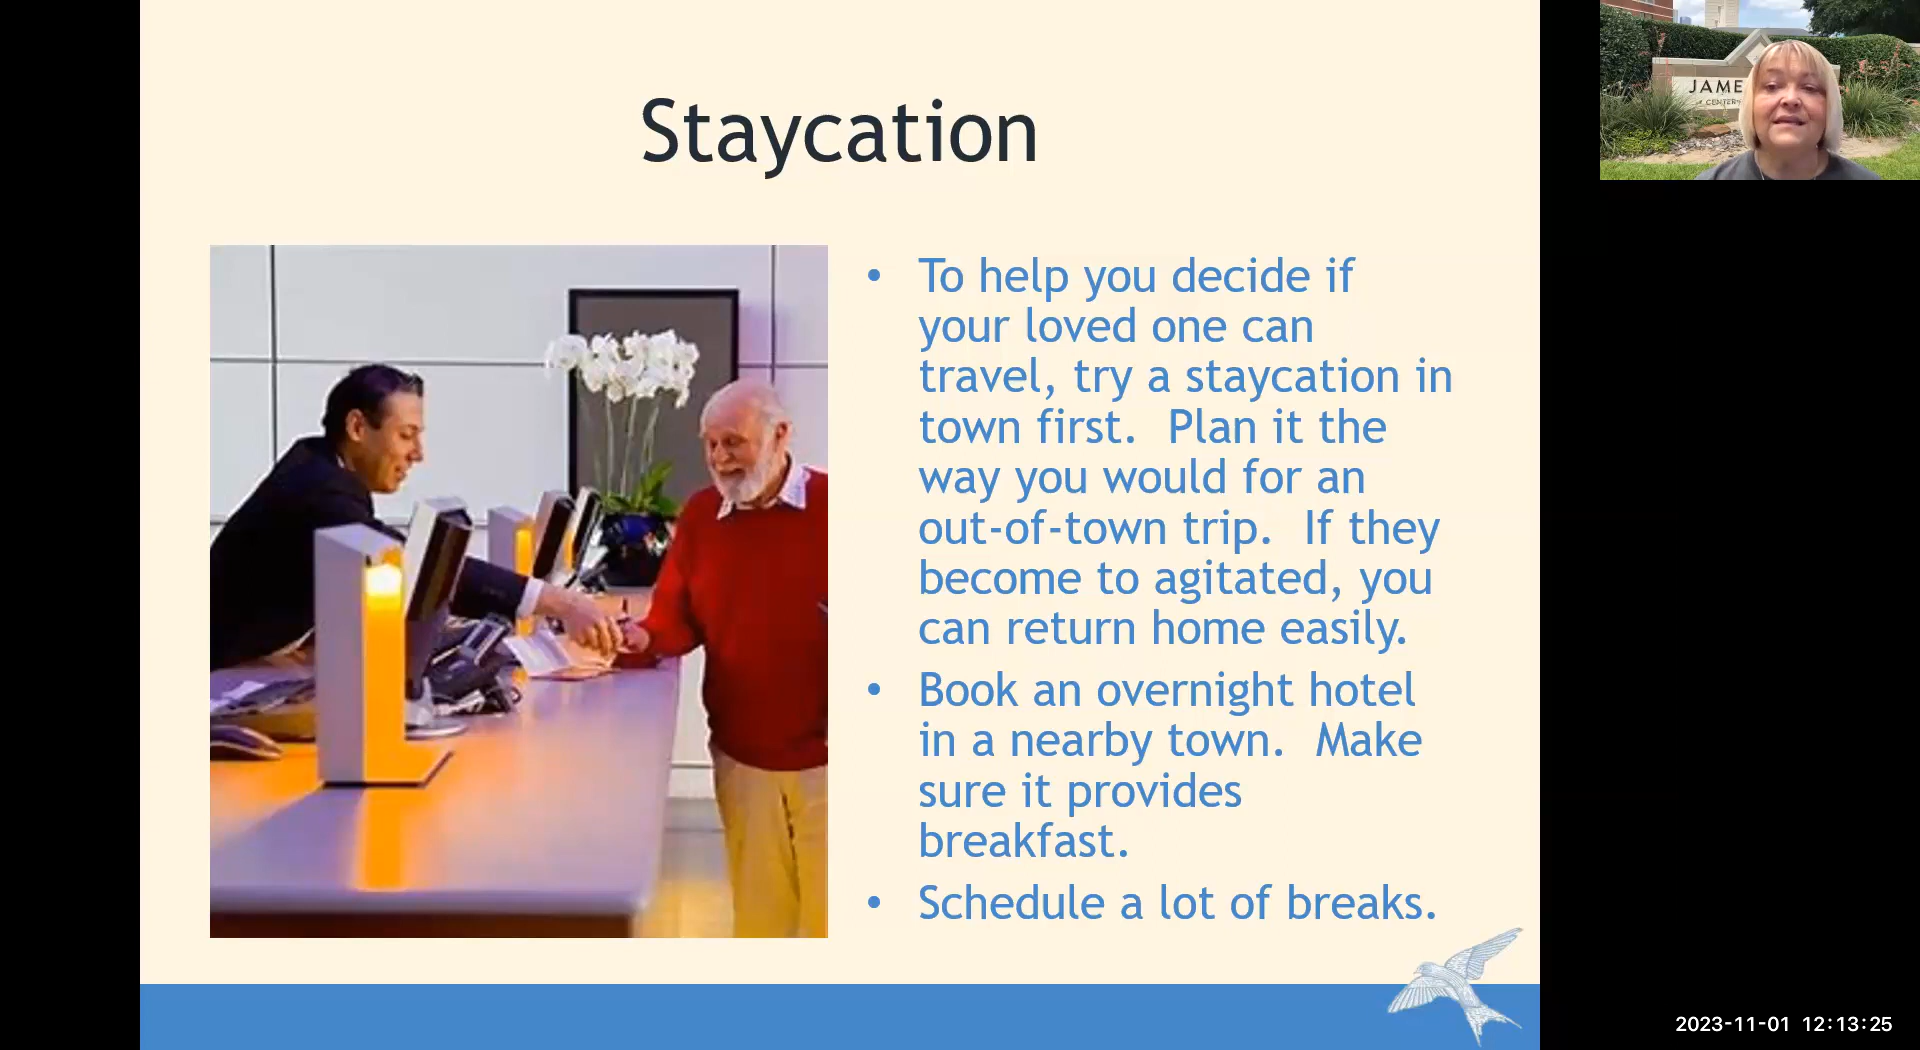 Staycation
• To help you decide if
your loved one can
travel, try a staycation in
town first.  Plan it the
way you would for an
out-of-town trip.  If they
become to agitated, you
can return home easily.
• Book an overnight hotel
in a nearby town.  Make
sure it provides
breakfast.
• Schedule a lot of breaks.
JAME
CENTER
2023-11-01 12:13:25